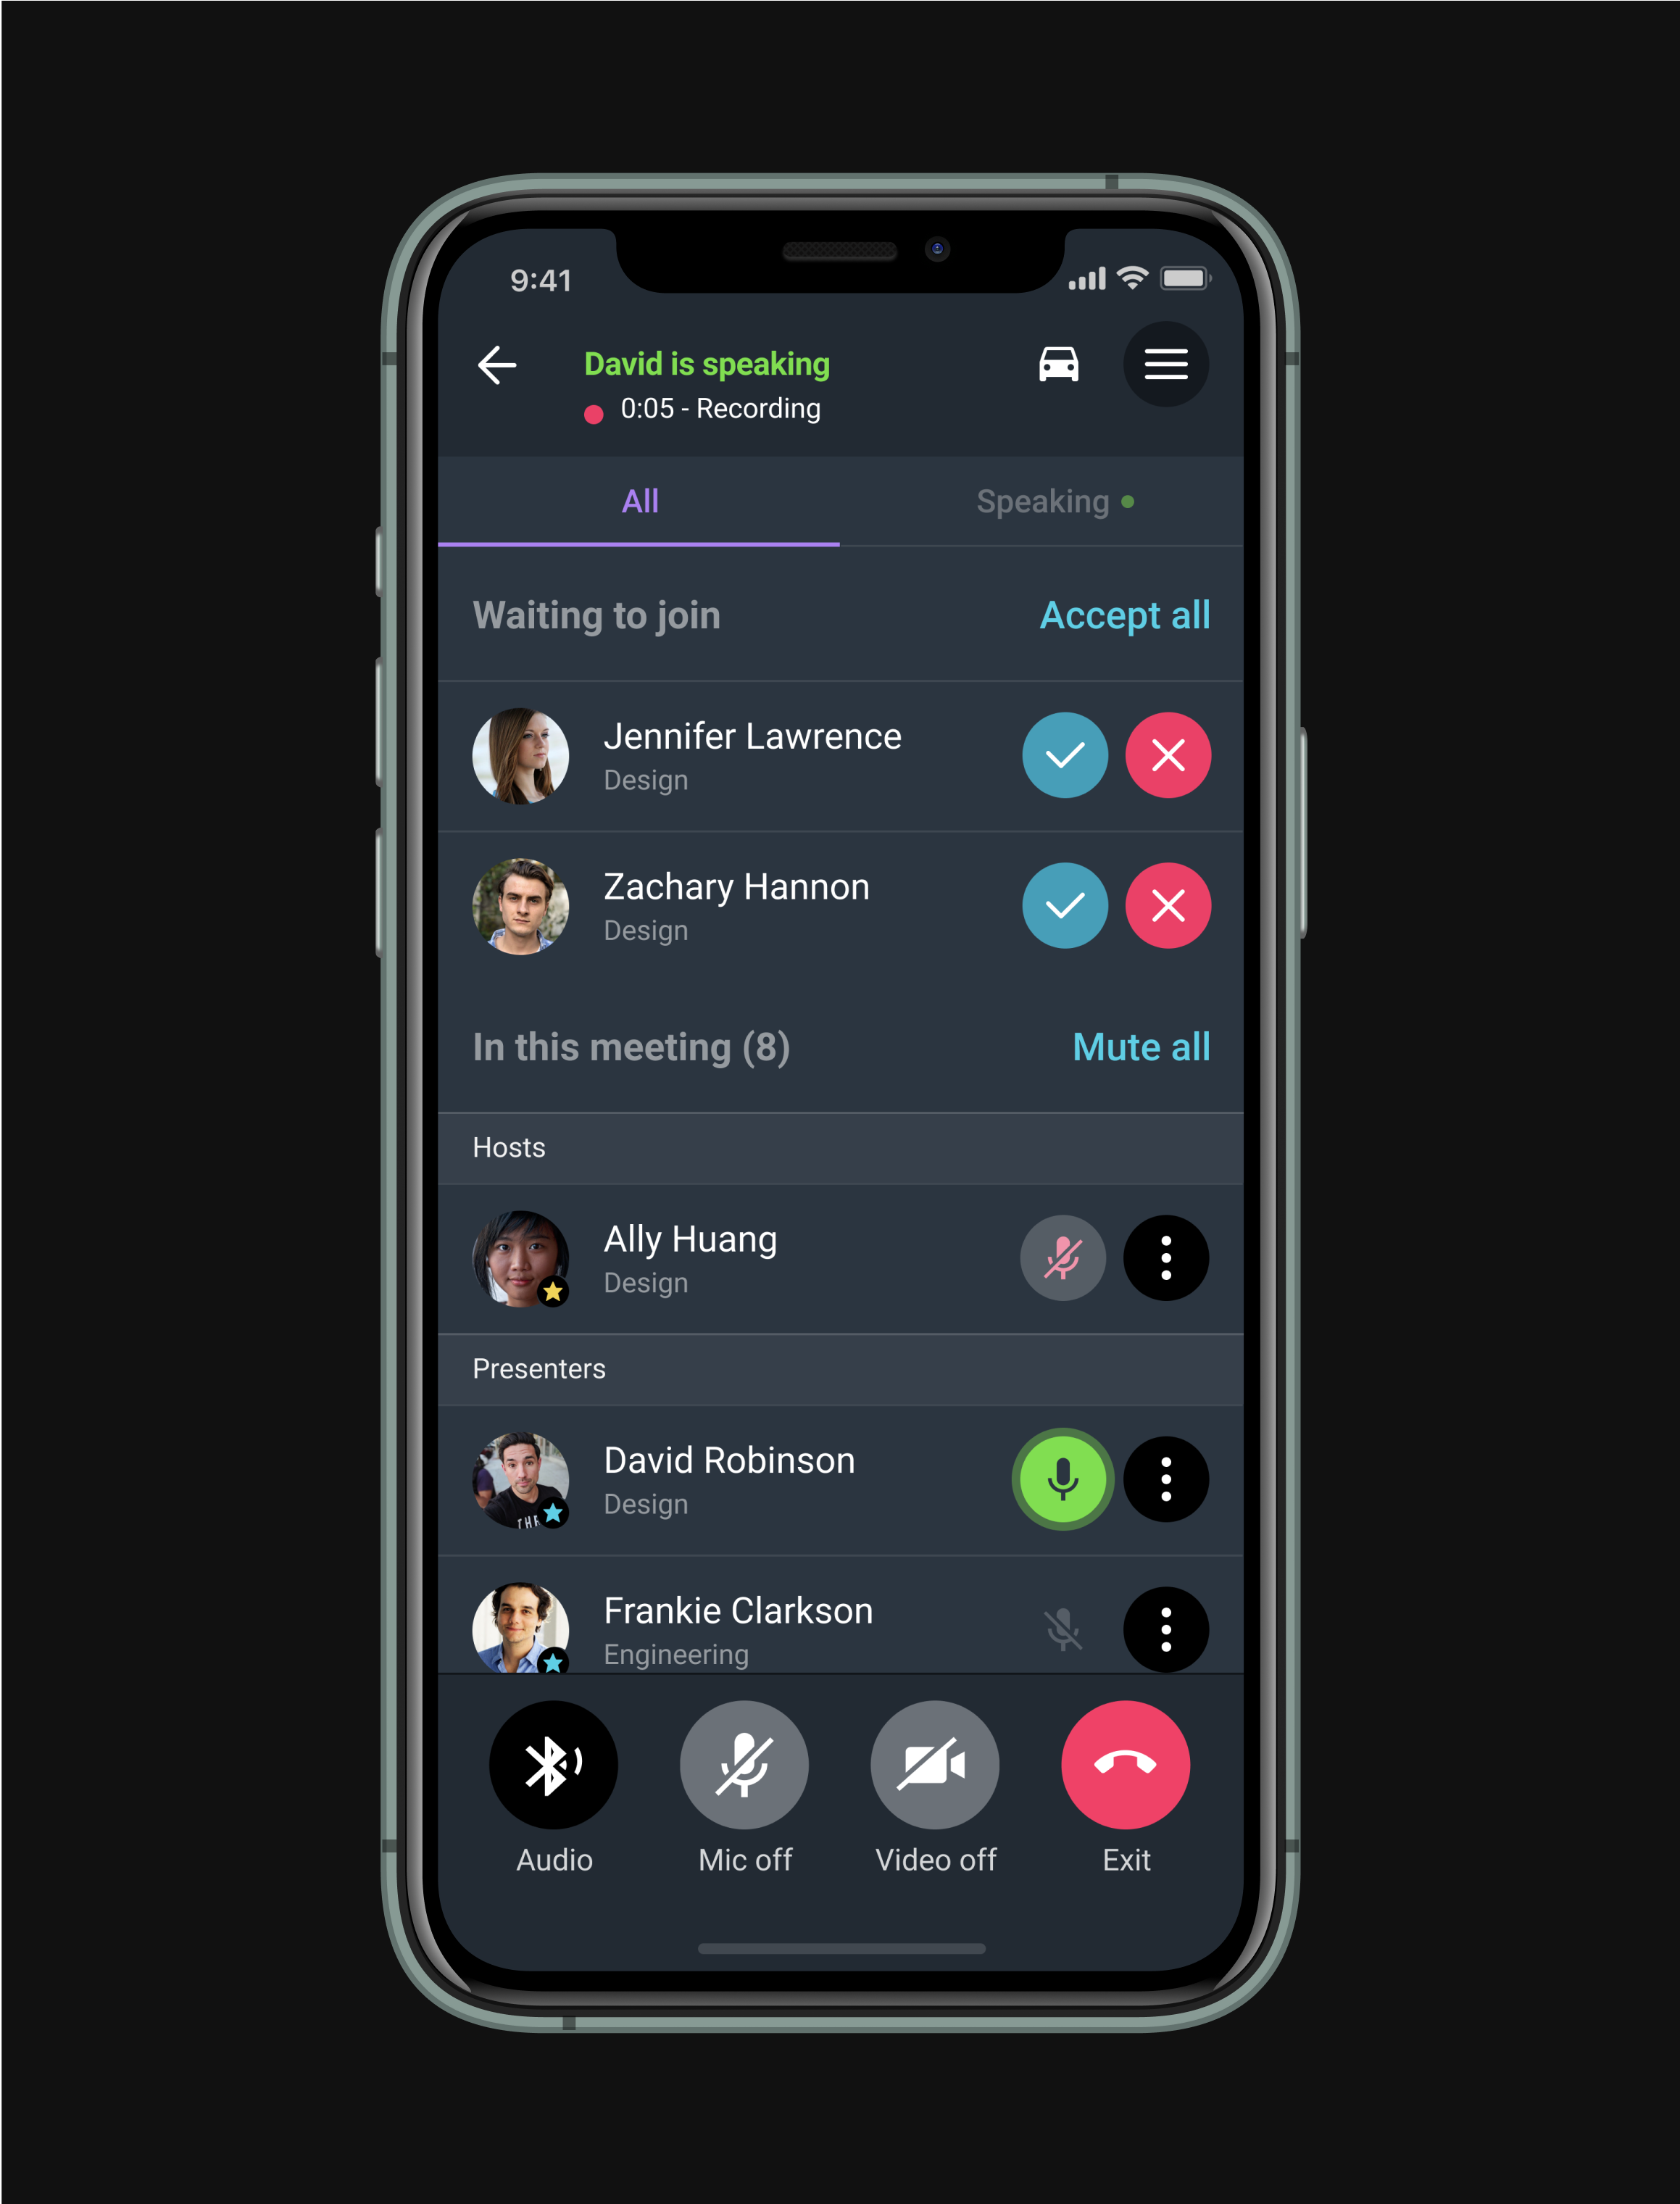 9:41
David is speaking
0:05 - Recording
All
Speaking
Waiting to join
Accept all
Jennifer Lawrence
Design
Zachary Hannon
Design
In this meeting (8)
Mute all
Hosts
Ally Huang
Design
Presenters
David Robinson
Design
Frankie Clarkson
Engineering
Audio
Mic off
Video off
Exit